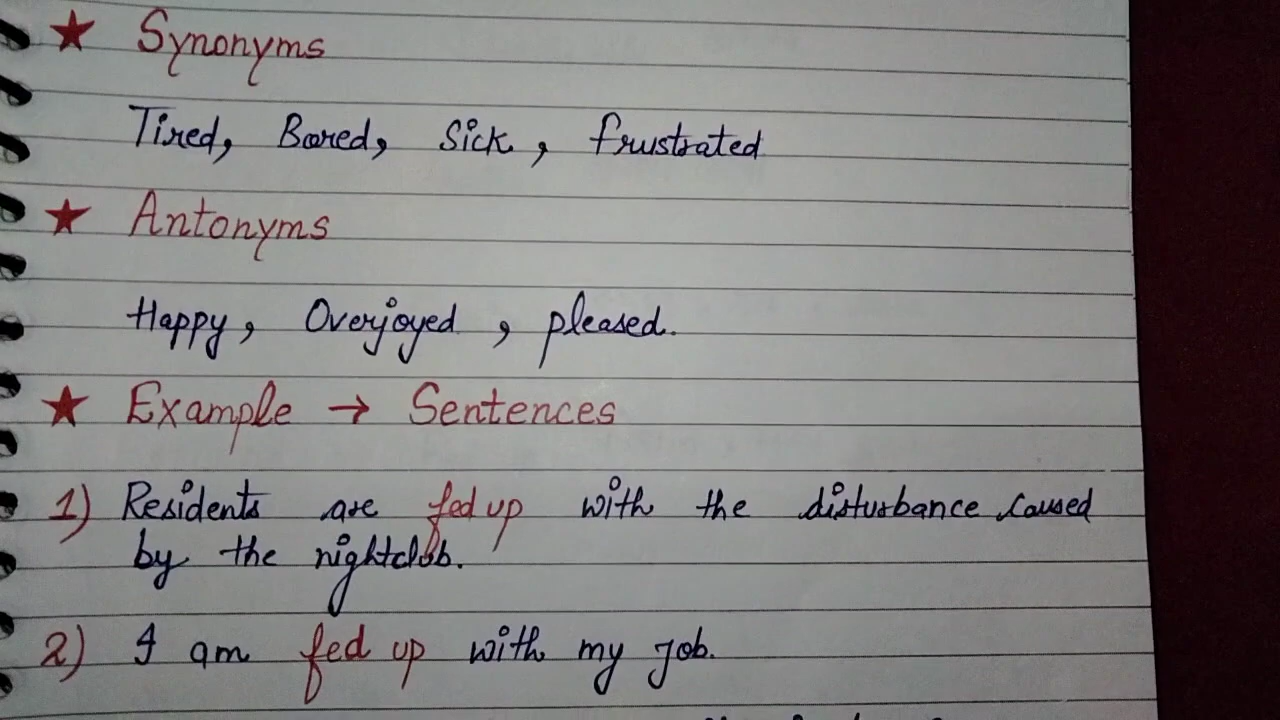 ★ Synonyms
Tired, Bored, Sick, frustrated
★ Antonyms
Happy, Overjoyed, pleased.
★ Example → Sentences
1) Residents are fed up with the disturbance caused
by the nightclub.
2) I am fed up with my job.